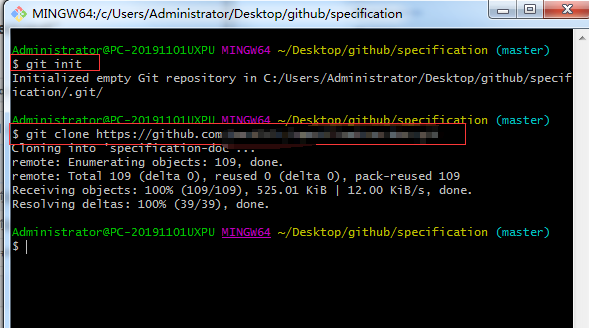 MINGW64:/c/Users/Administrator/Desktop/github/specification
Administrator@PC-20191101UXPU MINGW64 ~/Desktop/github/specification (master)
$ git init
Initialized empty Git repository in C:/Users/Administrator/Desktop/github/specif
ication/.git/
Administrator@PC-20191101UXPU MINGW64 ~/Desktop/github/specification (master)
$ git clone https://github.com
Cloning into 'specification-doc'...
remote: Enumerating objects: 109, done.
remote: Total 109 (delta 0), reused 0 (delta 0), pack-reused 109
Receiving objects: 100% (109/109), 525.01 KiB | 12.00 KiB/s, done.
Resolving deltas: 100% (39/39), done.
Administrator@PC-20191101UXPU MINGW64 ~/Desktop/github/specification (master)
$